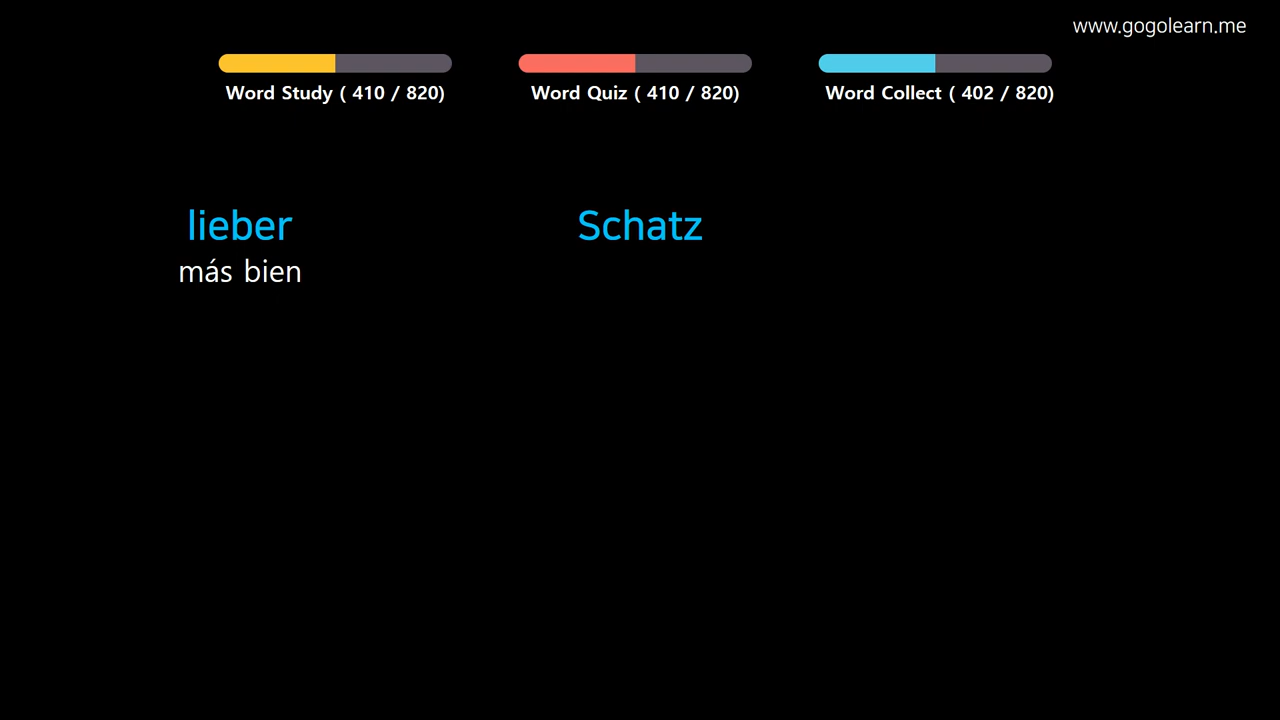 www.gogolearn.me
Word Study ( 410 / 820)
Word Quiz ( 410 / 820)
Word Collect ( 402 / 820)
lieber
más bien
Schatz